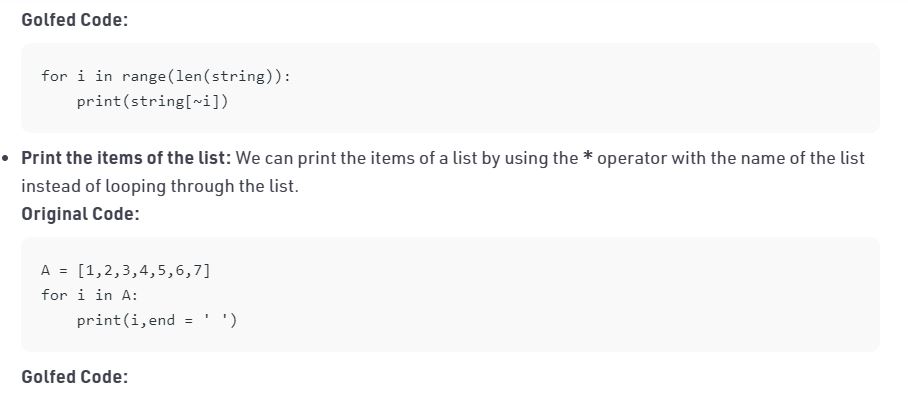 Golfed Code:
for i in range(len(string)):
    print(string[~i])
• Print the items of the list: We can print the items of a list by using the * operator with the name of the list
instead of looping through the list.
Original Code:
A = [1,2,3,4,5,6,7]
for i in A:
    print(i,end = ' ')
Golfed Code: